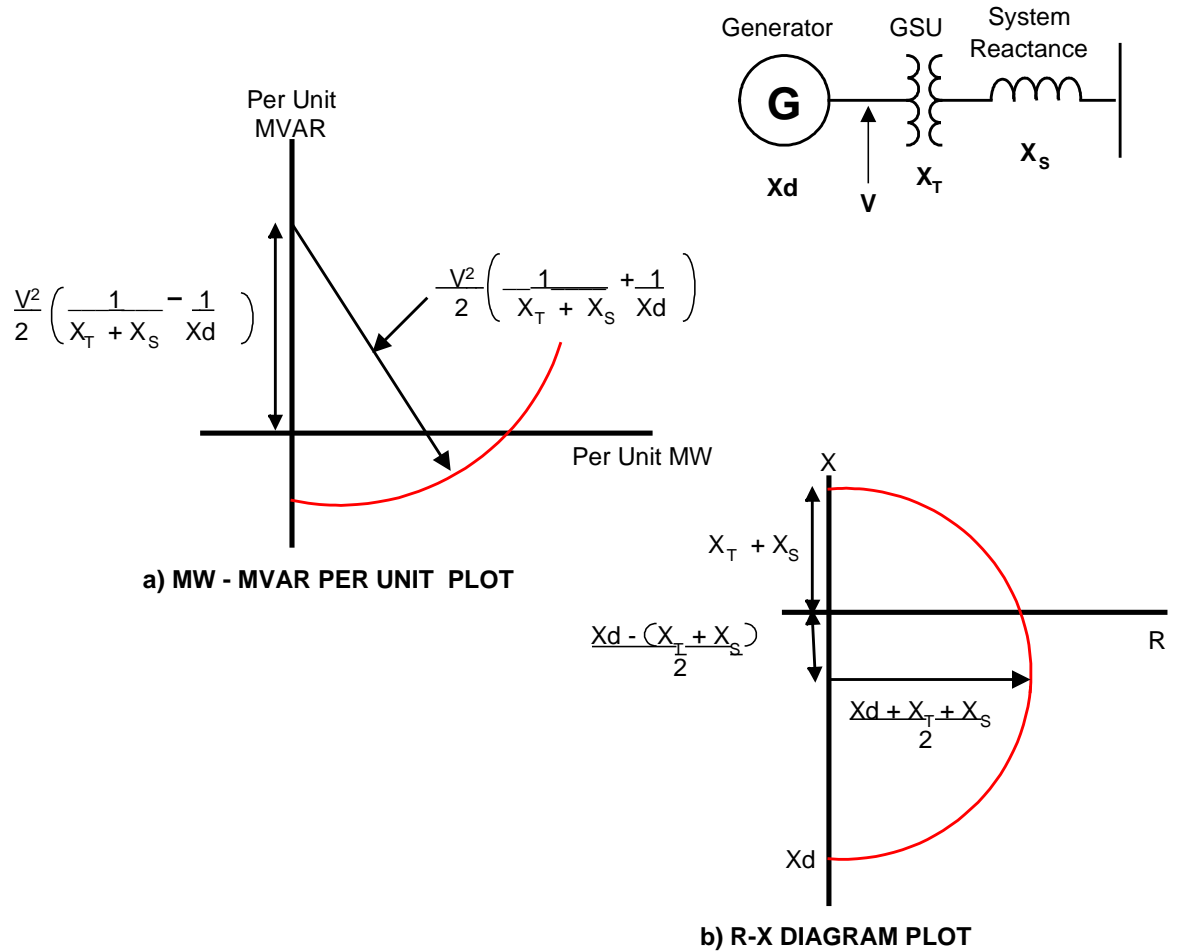 Generator GSU System Reactance
G
Xd V X_T X_S
Per Unit
MVAR
V²/2 ( 1/(X_T + X_S) - 1/Xd )
V²/2 ( 1/(X_T + X_S) + 1/Xd )
Per Unit MW
a) MW - MVAR PER UNIT PLOT
X
X_T + X_S
R
Xd - (X_T + X_S)/2
Xd + X_T + X_S/2
Xd
b) R-X DIAGRAM PLOT